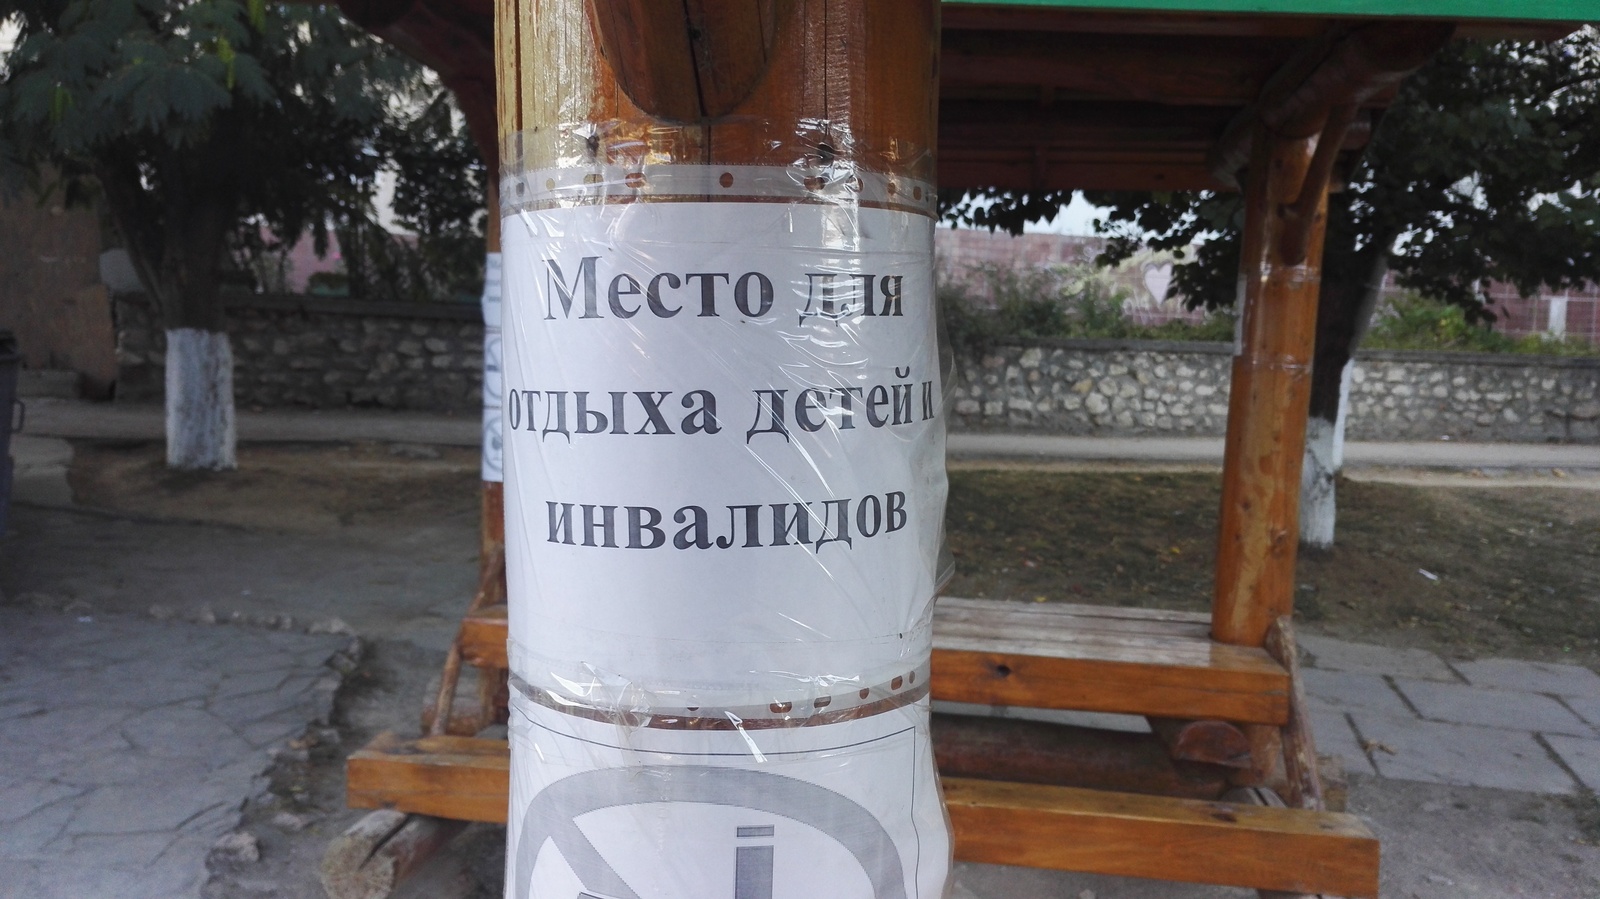 Место для
отдыха детей и
инвалидов